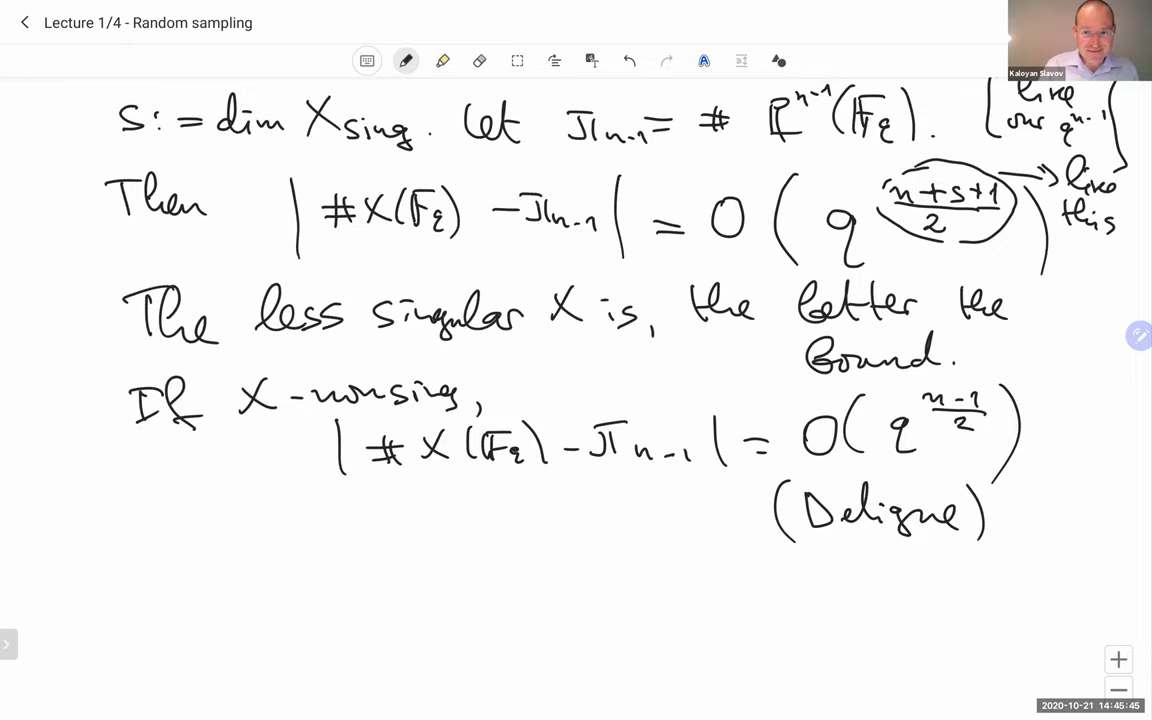 Lecture 1/4 - Random sampling
Kaloyan Slavov
S := dim X_sing. Let π_{n-1} = # ℙ^{n-1}(𝔽_q). [like our q^{n-1}]
Then | #X(𝔽_q) - π_{n-1} | = O( q^{(n+s+1)/2} ) → like this
The less singular X is, the better the
bound.
If X - nonsing,
| # X(𝔽_q) - π_{n-1} | = O( q^{(n-1)/2} )
(Deligne)
2020-10-21 14:45:45